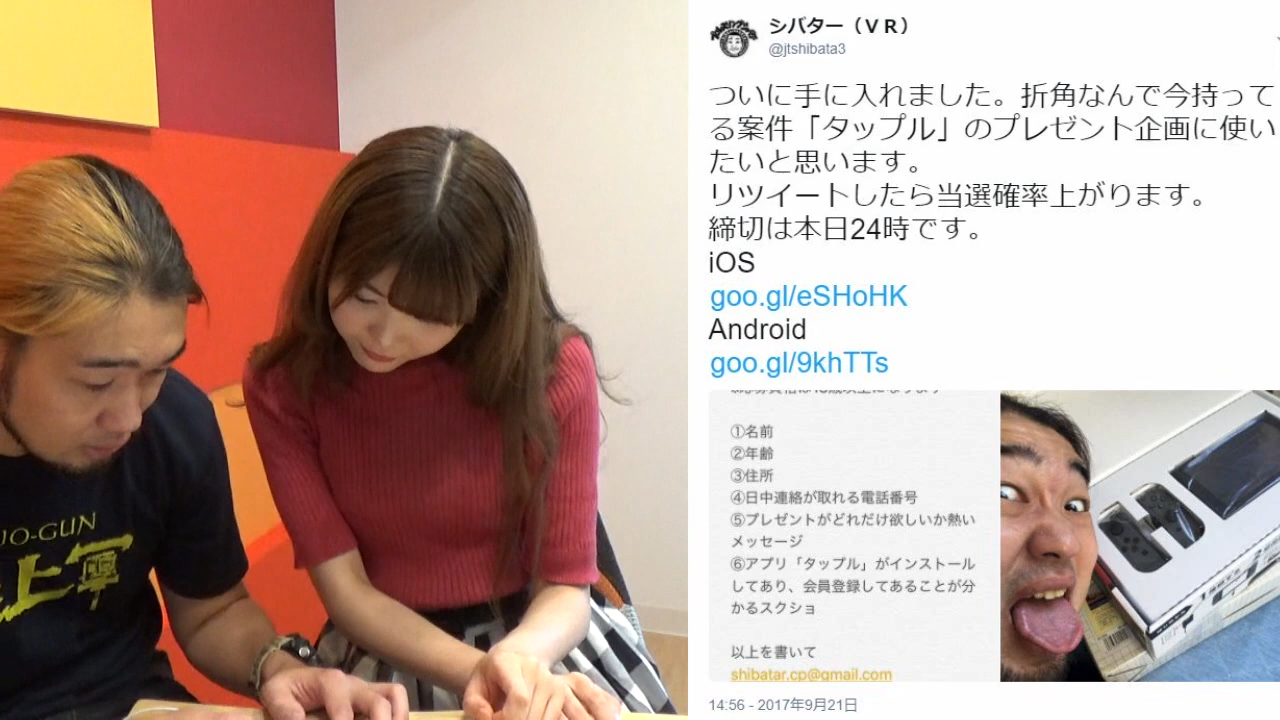 UO-GUN
上軍
シバター（ＶＲ）
@jtshibata3
ついに手に入れました。折角なんで今持って
る案件「タップル」のプレゼント企画に使い
たいと思います。
リツイートしたら当選確率上がります。
締切は本日24時です。
iOS
goo.gl/eSHoHK
Android
goo.gl/9khTTs
①名前
②年齢
③住所
④日中連絡が取れる電話番号
⑤プレゼントがどれだけ欲しいか熱い
メッセージ
⑥アプリ「タップル」がインストール
してあり、会員登録してあることが分
かるスクショ
以上を書いて
shibatar.cp@gmail.com
14:56 - 2017年9月21日